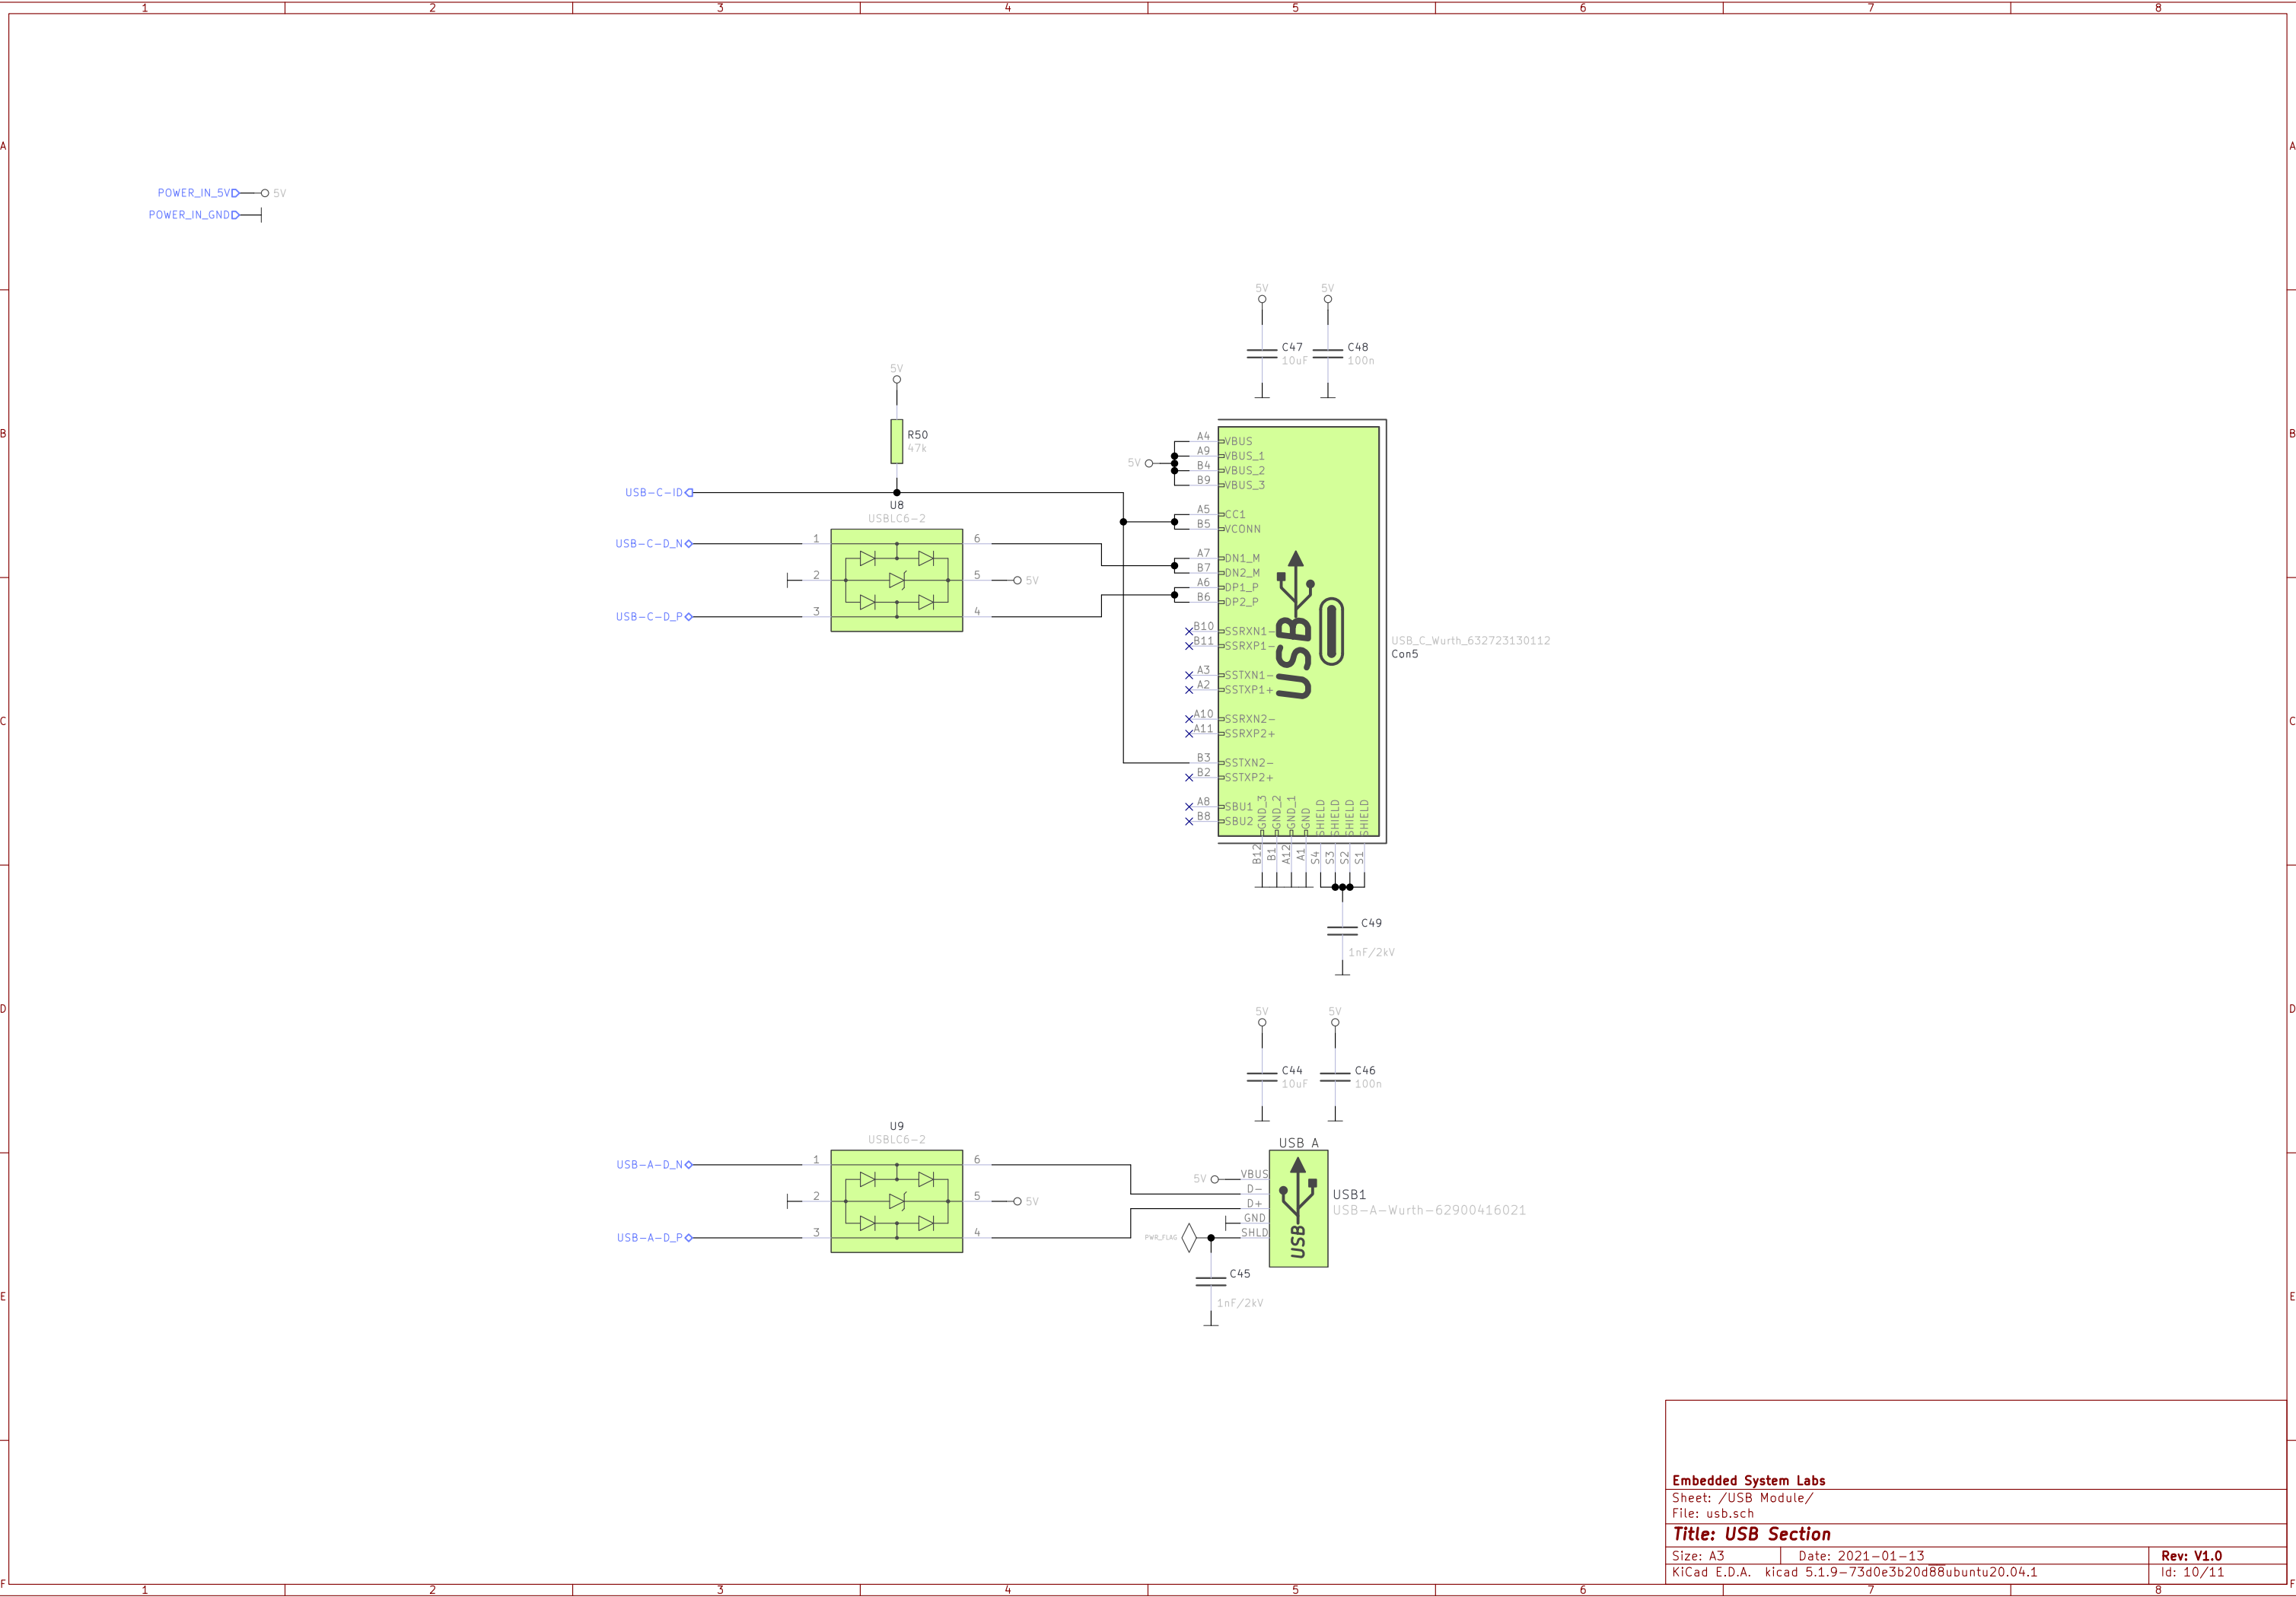 1 2 3 4 5 6 7 8
A A
POWER_IN_5V 5V
POWER_IN_GND
5V 5V
C47 C48
10uF 100n
5V
B B
R50
47k
A4 VBUS
A9 VBUS_1
5V
B4 VBUS_2
B9 VBUS_3
USB-C-ID
U8
USBLC6-2
A5 CC1
B5 VCONN
USB-C-D_N 1 6
A7 DN1_M
B7 DN2_M
2 5 5V
A6 DP1_P
B6 DP2_P
USB-C-D_P 3 4
B10 SSRXN1-
B11 SSRXP1-
USB
USB_C_Wurth_632723130112
Con5
A3 SSTXN1-
A2 SSTXP1+
C C
A10 SSRXN2-
A11 SSRXP2+
B3 SSTXN2-
B2 SSTXP2+
A8 SBU1
B8 SBU2
GND_3 GND_2 GND_1 GND SHIELD SHIELD SHIELD SHIELD
B12 B1 A12 A1 S4 S3 S2 S1
C49
1nF/2kV
D D
5V 5V
C44 C46
10uF 100n
U9
USBLC6-2
USB A
USB-A-D_N 1 6
5V VBUS
D-
2 5 5V
D+
GND
USB1
USB-A-Wurth-62900416021
USB-A-D_P 3 4
PWR_FLAG SHLD
USB
C45
1nF/2kV
E E
Embedded System Labs
Sheet: /USB Module/
File: usb.sch
Title: USB Section
Size: A3 Date: 2021-01-13 Rev: V1.0
KiCad E.D.A. kicad 5.1.9-73d0e3b20d88ubuntu20.04.1 Id: 10/11
F F
1 2 3 4 5 6 7 8